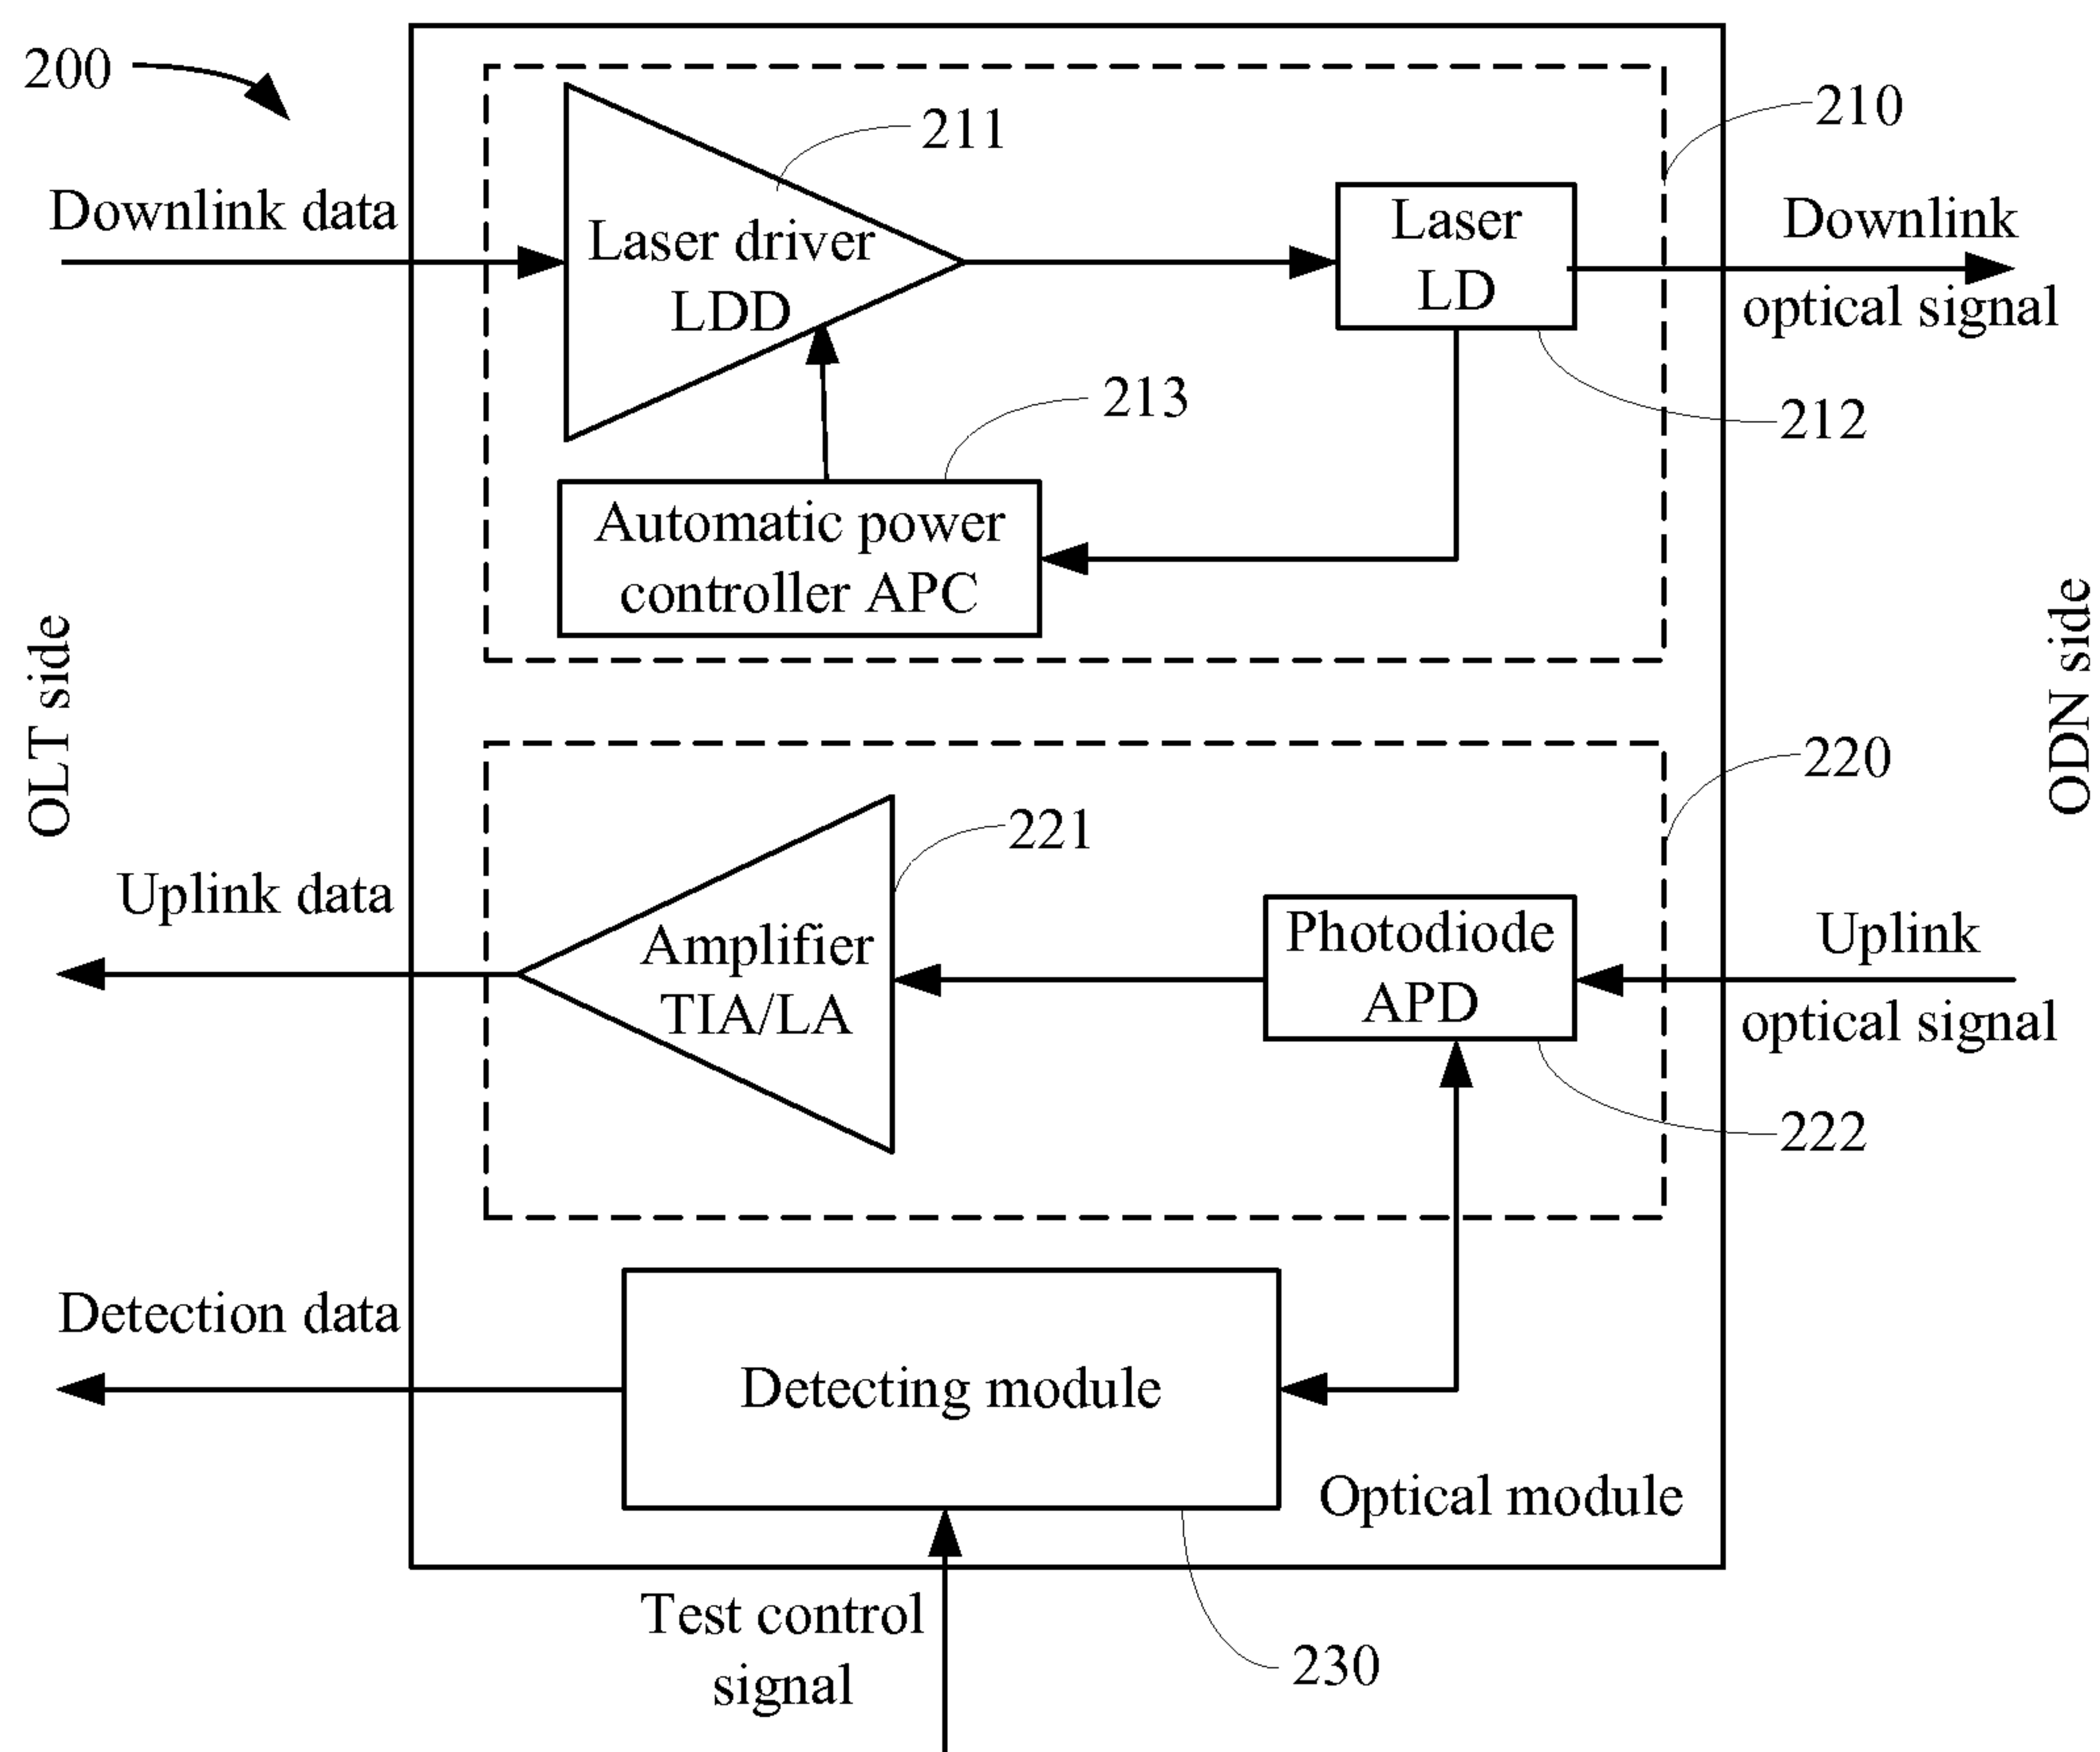 200
210
211
Downlink data
Laser driver
LDD
Laser
LD
Downlink
optical signal
213
212
Automatic power
controller APC
OLT side
ODN side
220
221
Uplink data
Amplifier
TIA/LA
Photodiode
APD
Uplink
optical signal
222
Detection data
Detecting module
Optical module
Test control
signal
230